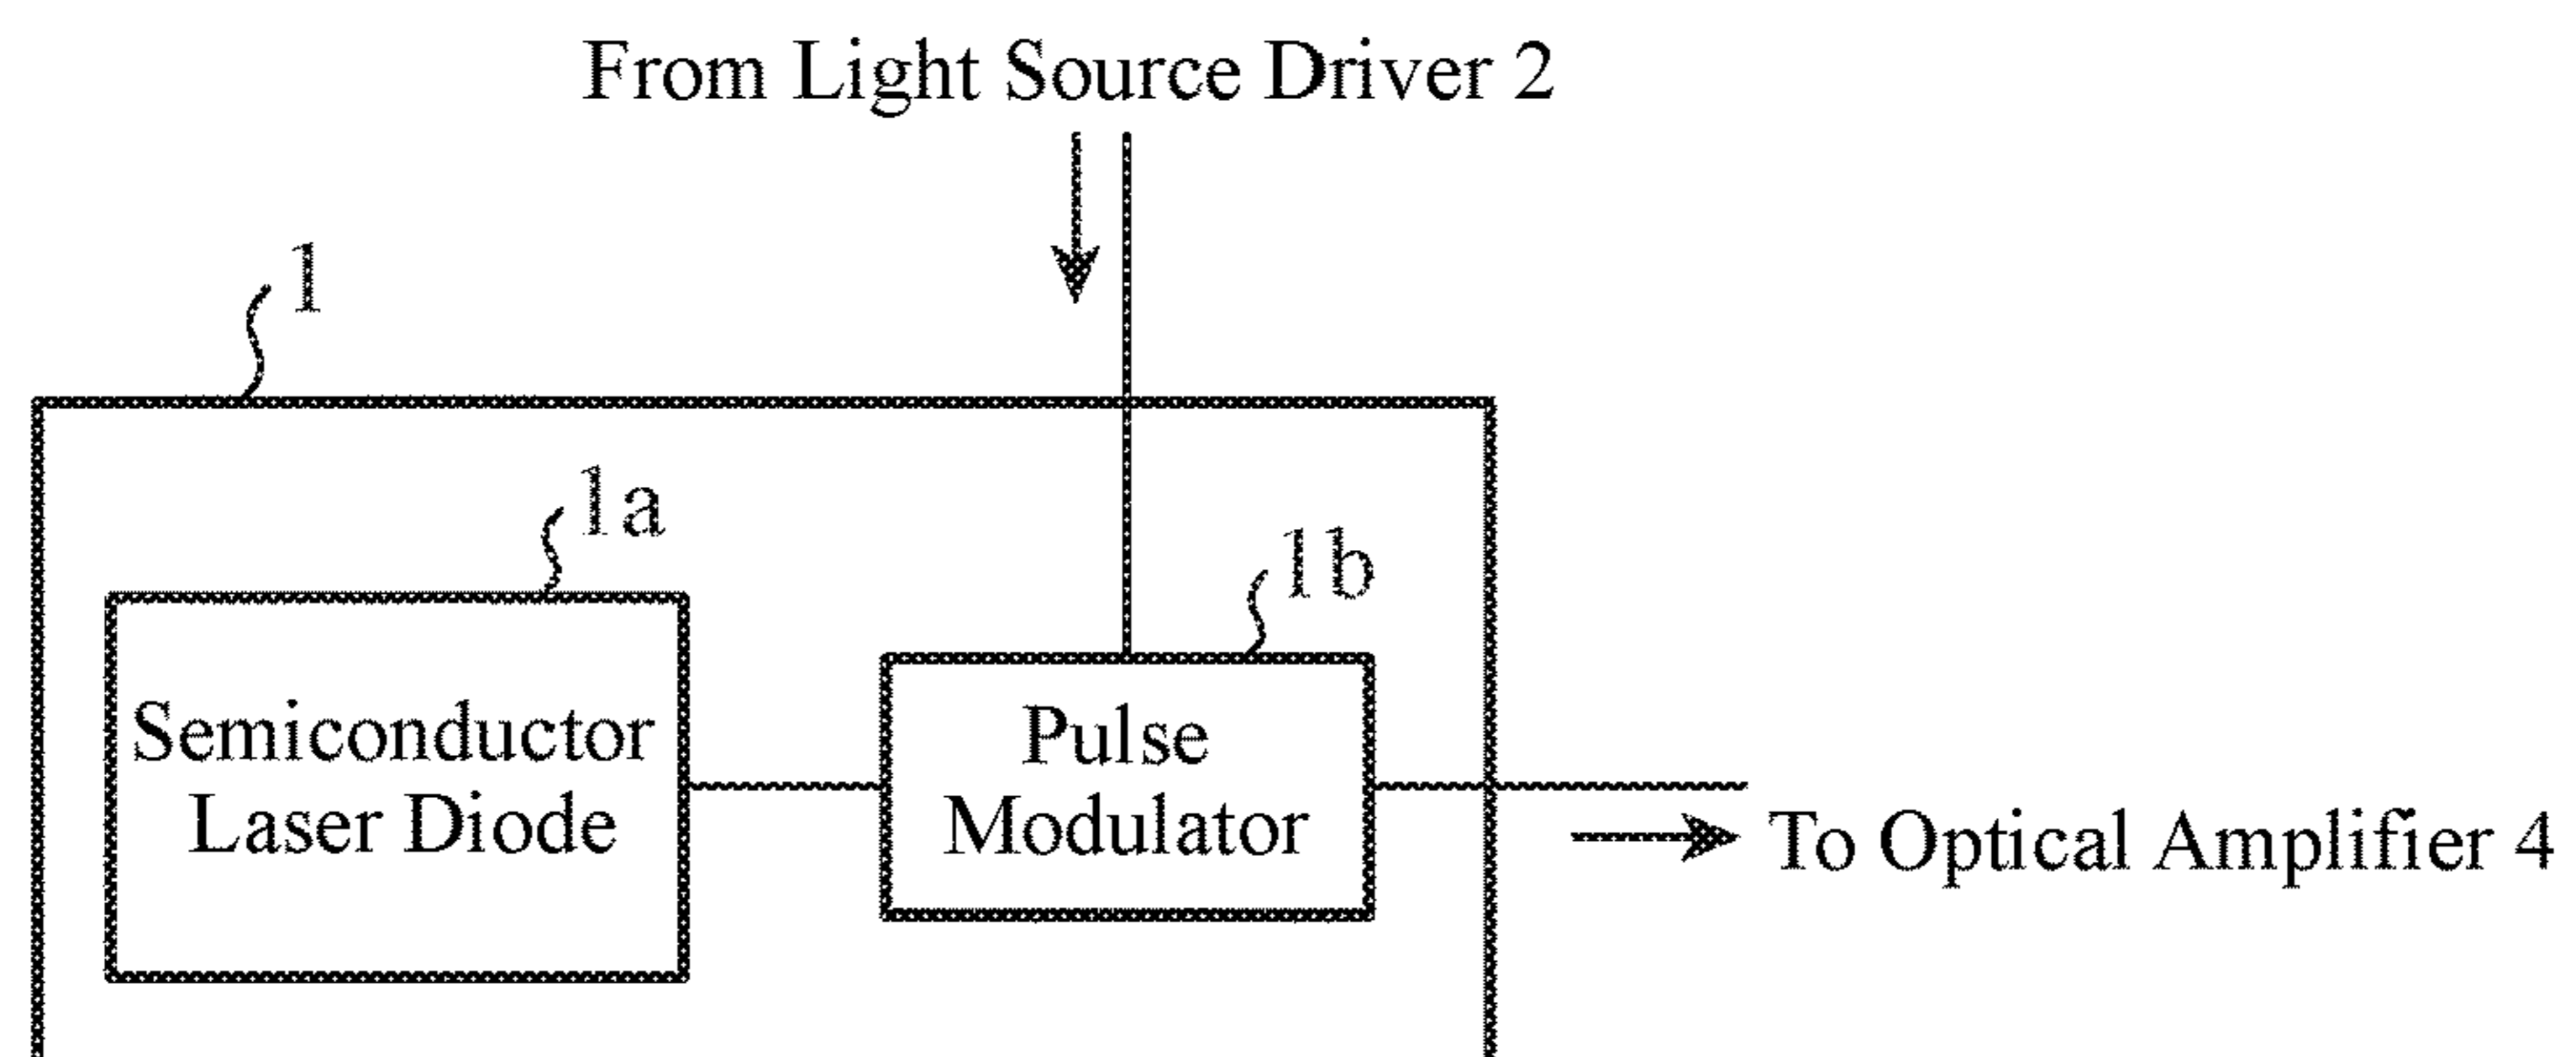 From Light Source Driver 2
1
1a
1b
Semiconductor
Laser Diode
Pulse
Modulator
To Optical Amplifier 4